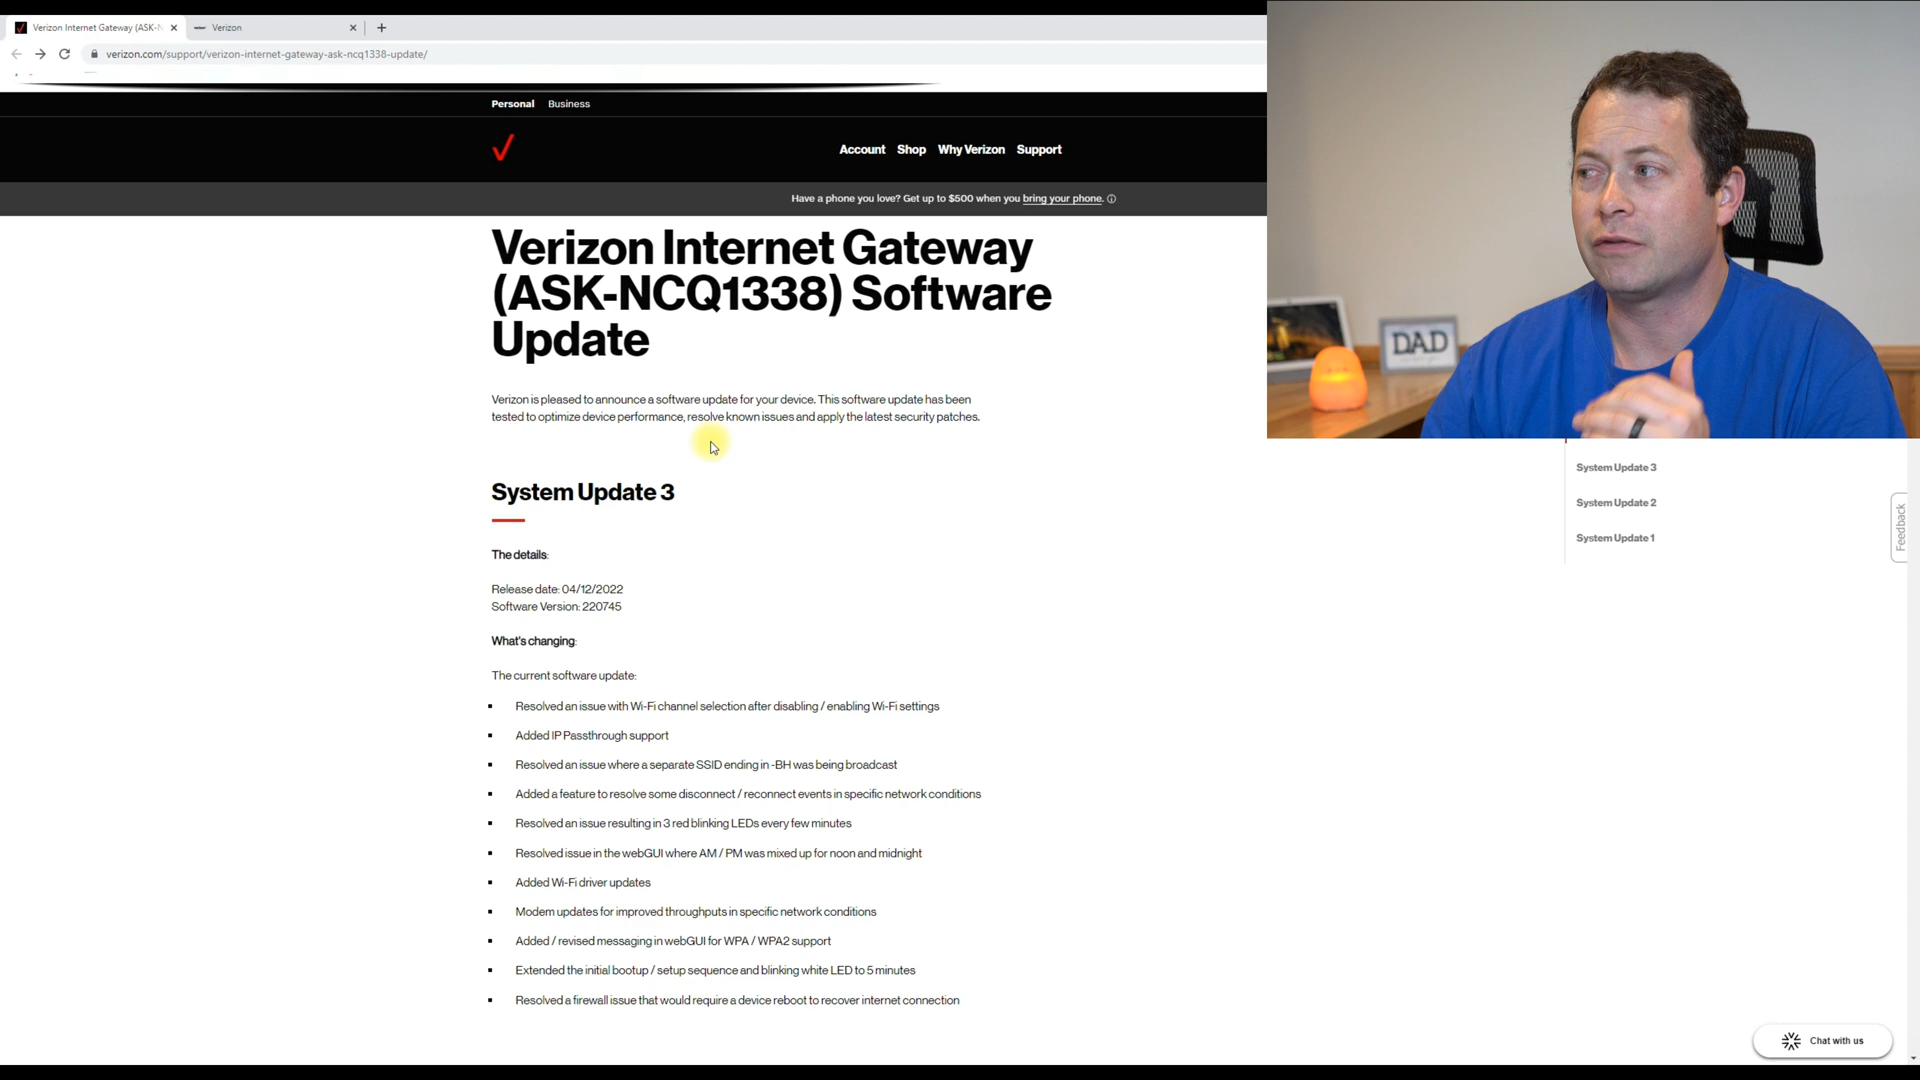 Verizon Internet Gateway (ASK-N
Verizon
verizon.com/support/verizon-internet-gateway-ask-ncq1338-update/
Personal Business
Account Shop Why Verizon Support
Have a phone you love? Get up to $500 when you bring your phone.
Verizon Internet Gateway
(ASK-NCQ1338) Software
Update
Verizon is pleased to announce a software update for your device. This software update has been
tested to optimize device performance, resolve known issues and apply the latest security patches.
System Update 3
The details:
Release date: 04/12/2022
Software Version: 220745
What's changing:
The current software update:
Resolved an issue with Wi-Fi channel selection after disabling / enabling Wi-Fi settings
Added IP Passthrough support
Resolved an issue where a separate SSID ending in -BH was being broadcast
Added a feature to resolve some disconnect / reconnect events in specific network conditions
Resolved an issue resulting in 3 red blinking LEDs every few minutes
Resolved issue in the webGUI where AM / PM was mixed up for noon and midnight
Added Wi-Fi driver updates
Modem updates for improved throughputs in specific network conditions
Added / revised messaging in webGUI for WPA / WPA2 support
Extended the initial bootup / setup sequence and blinking white LED to 5 minutes
Resolved a firewall issue that would require a device reboot to recover internet connection
DAD
System Update 3
System Update 2
System Update 1
Feedback
Chat with us